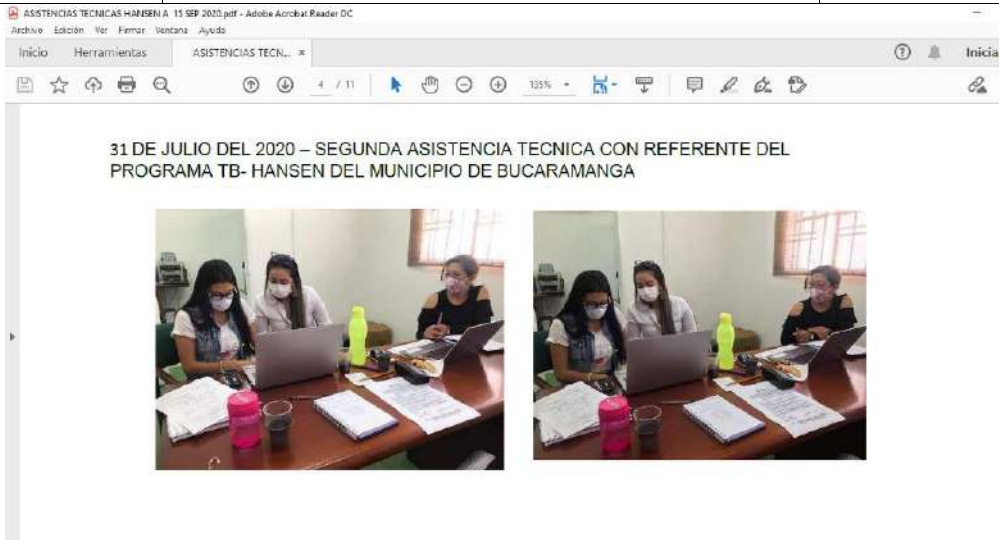 ASISTENCIAS TECNICAS HANSEN A 15 SEP 2020.pdf - Adobe Acrobat Reader DC
Archivo Edición Ver Firmar Ventana Ayuda
Inicio Herramientas ASISTENCIAS TECN... × Inicia
4 / 11 135%
31 DE JULIO DEL 2020 – SEGUNDA ASISTENCIA TECNICA CON REFERENTE DEL
PROGRAMA TB- HANSEN DEL MUNICIPIO DE BUCARAMANGA